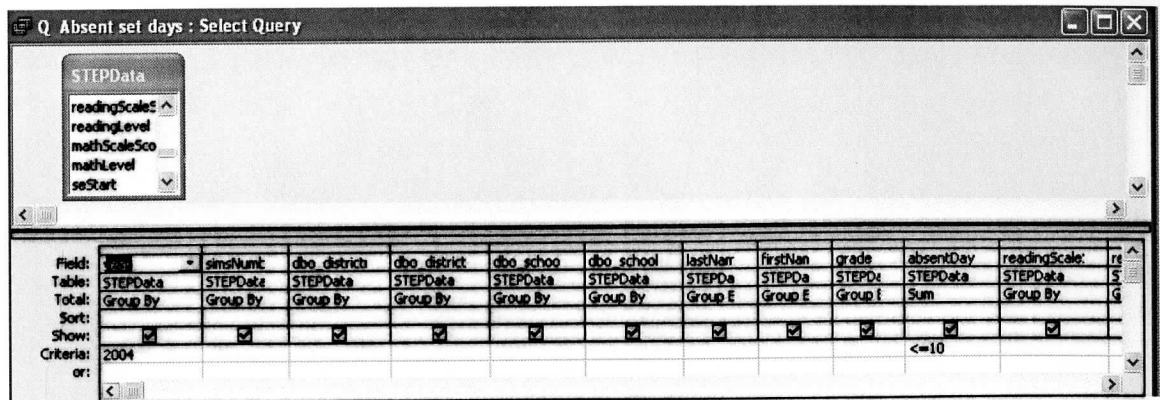 Q Absent set days : Select Query
STEPData
readingScaleS
readingLevel
mathScaleSco
mathLevel
seStart
Field: simsNumb dbo_districti dbo_district dbo_schoo dbo_school lastNarr firstNan grade absentDay readingScale: re
Table: STEPData STEPData STEPData STEPData STEPData STEPData STEPDa STEPDa STEPDa STEPData STEPData S
Total: Group By Group By Group By Group By Group By Group By Group E Group E Group E Sum Group By G
Sort:
Show:
Criteria: 2004 <=10
or: